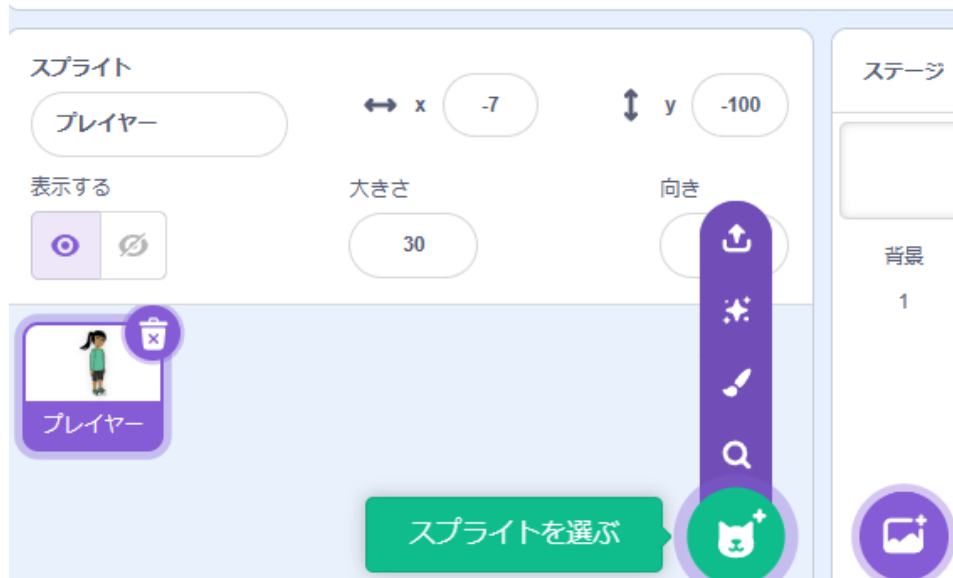 スプライト
プレイヤー
x
-7
y
-100
ステージ
表示する
大きさ
30
向き
背景
1
プレイヤー
スプライトを選ぶ